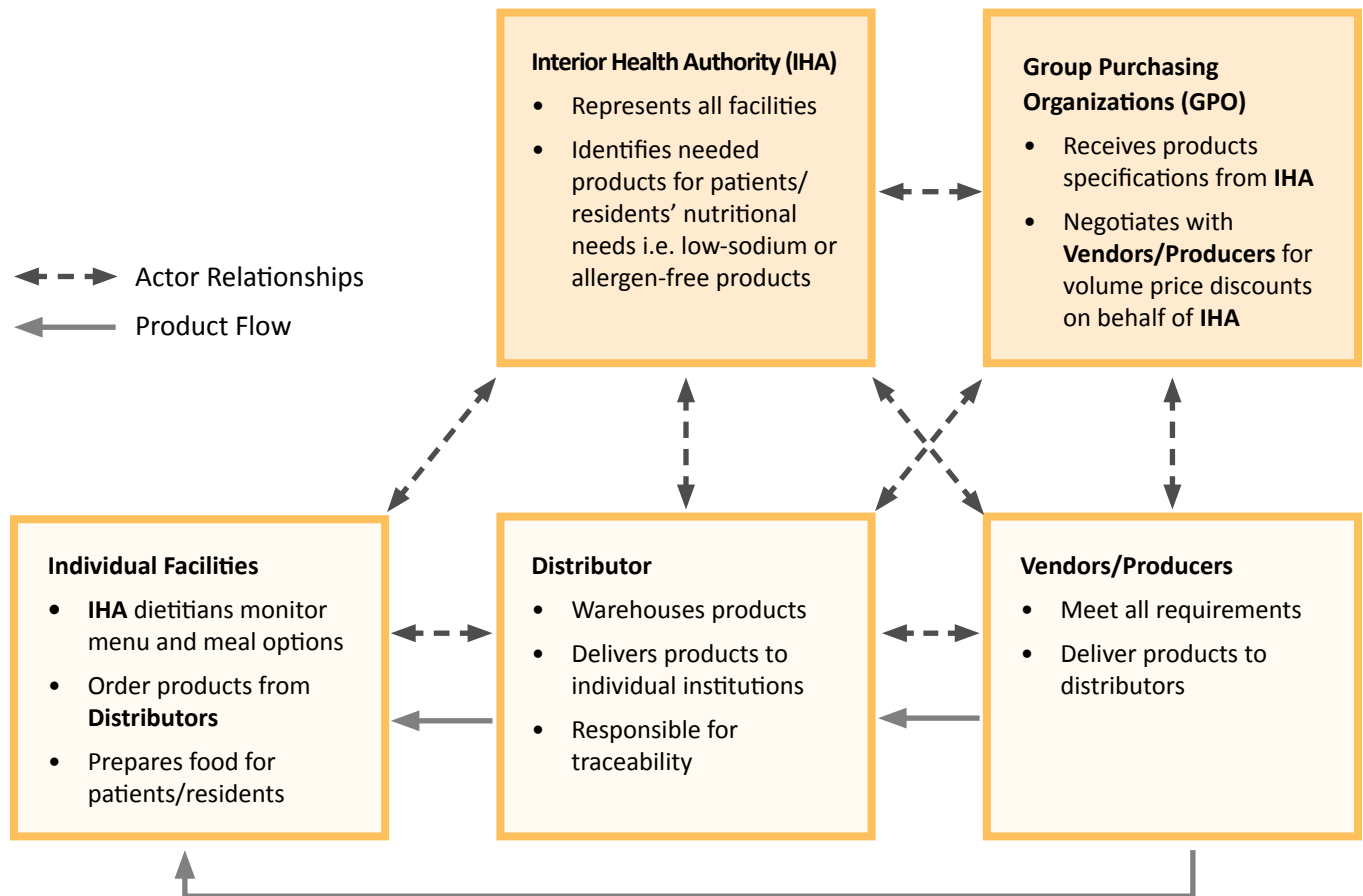 Interior Health Authority (IHA)
• Represents all facilities
• Identifies needed
products for patients/
residents’ nutritional
needs i.e. low-sodium or
allergen-free products
Group Purchasing
Organizations (GPO)
• Receives products
specifications from IHA
• Negotiates with
Vendors/Producers for
volume price discounts
on behalf of IHA
Actor Relationships
Product Flow
Individual Facilities
• IHA dietitians monitor
menu and meal options
• Order products from
Distributors
• Prepares food for
patients/residents
Distributor
• Warehouses products
• Delivers products to
individual institutions
• Responsible for
traceability
Vendors/Producers
• Meet all requirements
• Deliver products to
distributors